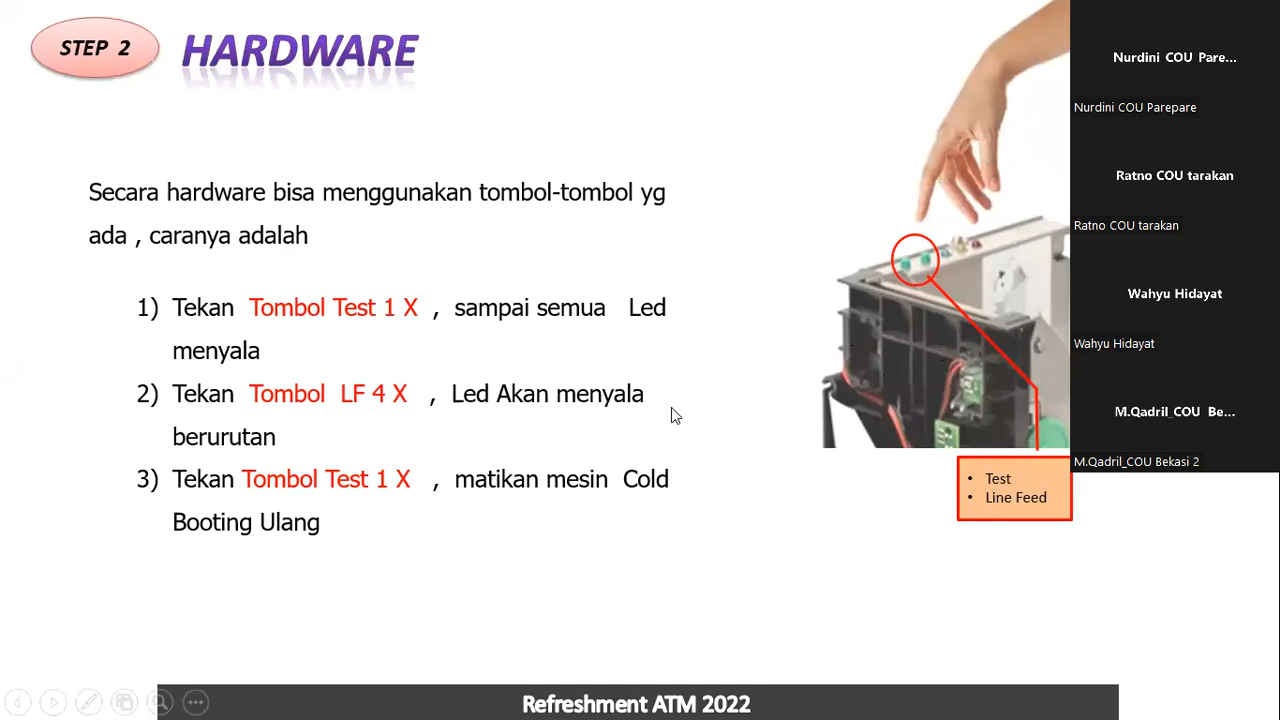 STEP 2
HARDWARE
Secara hardware bisa menggunakan tombol-tombol yg
ada , caranya adalah
1) Tekan Tombol Test 1 X , sampai semua Led
menyala
2) Tekan Tombol LF 4 X , Led Akan menyala
berurutan
3) Tekan Tombol Test 1 X , matikan mesin Cold
Booting Ulang
• Test
• Line Feed
Nurdini COU Pare...
Nurdini COU Parepare
Ratno COU tarakan
Ratno COU tarakan
Wahyu Hidayat
Wahyu Hidayat
M.Qadril_COU Be...
M.Qadril_COU Bekasi 2
Refreshment ATM 2022